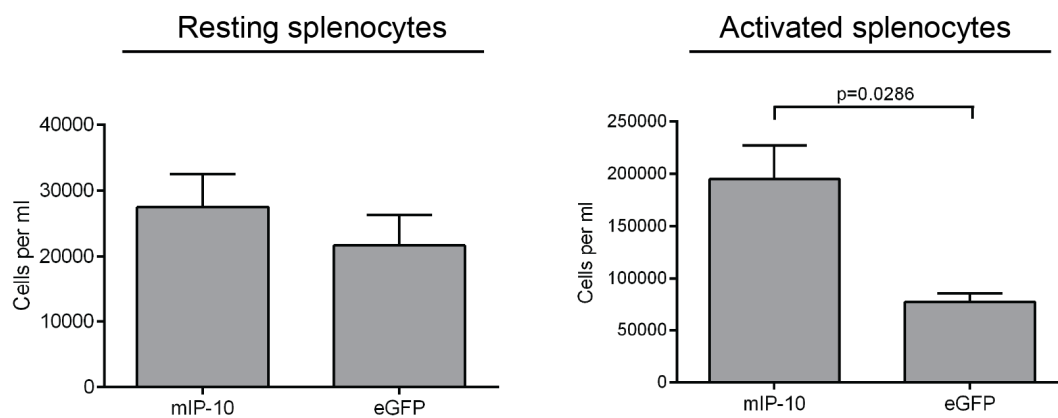 Resting splenocytes
Cells per ml
40000
30000
20000
10000
0
mIP-10
eGFP
Activated splenocytes
p=0.0286
Cells per ml
250000
200000
150000
100000
50000
0
mIP-10
eGFP